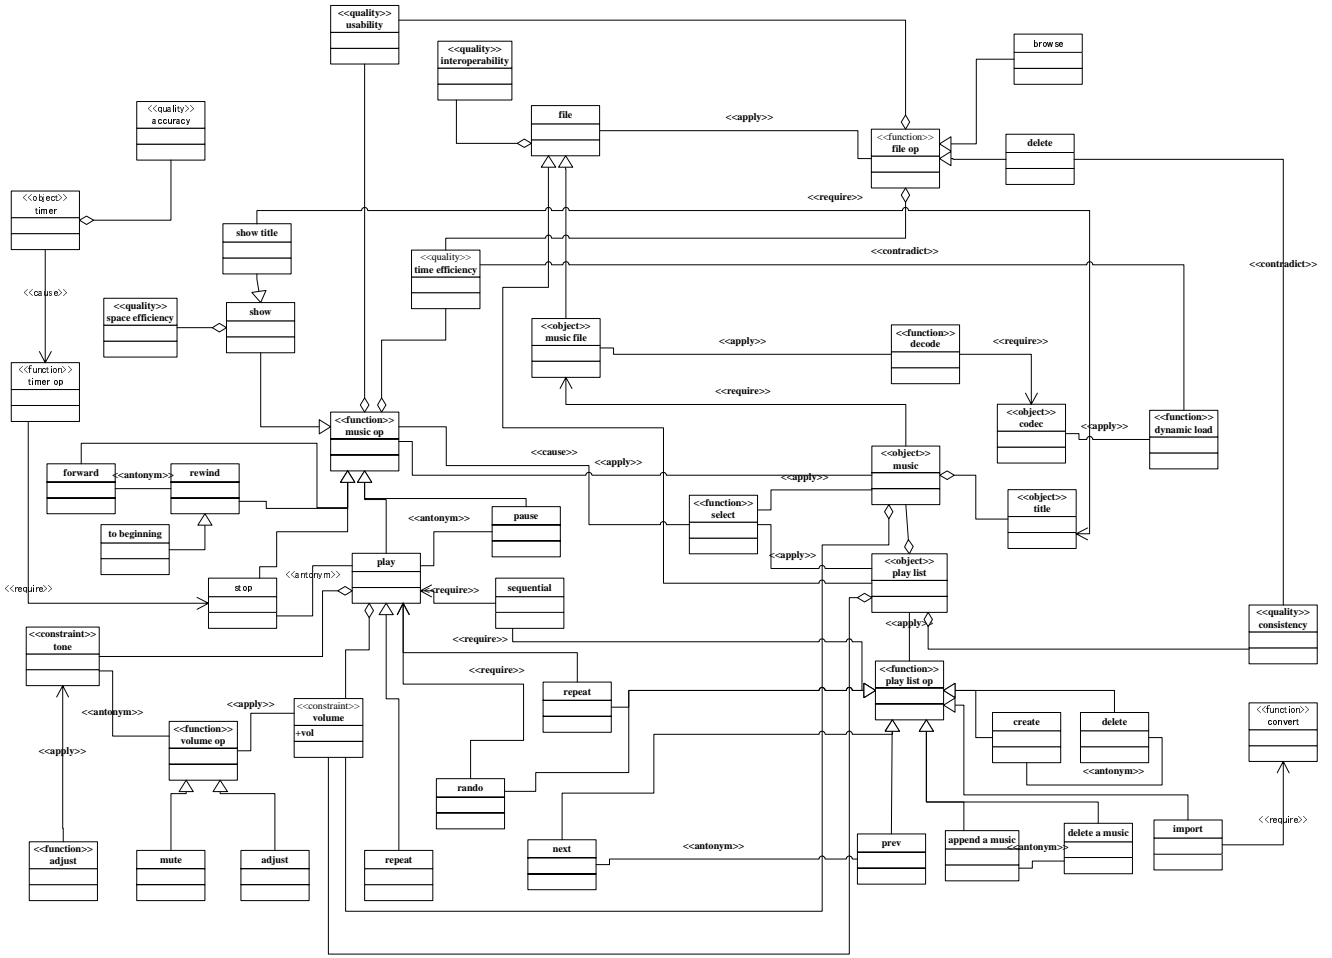 <<quality>>
usability
<<quality>>
interoperability
browse
<<quality>>
accuracy
file
<<apply>>
<<function>>
file op
delete
<<object>>
timer
<<require>>
show title
<<quality>>
time efficiency
<<contradict>>
<<contradict>>
<<cause>>
<<quality>>
space efficiency
show
<<object>>
music file
<<apply>>
<<function>>
decode
<<require>>
<<function>>
timer op
<<require>>
<<function>>
music op
<<object>>
codec
<<apply>>
<<function>>
dynamic load
<<cause>>
<<apply>>
<<object>>
music
forward
<<antonym>>
rewind
<<apply>>
<<function>>
select
<<object>>
title
<<antonym>>
pause
to beginning
play
<<apply>>
<<object>>
play list
<<antonym>>
<<require>>
stop
<<require>>
sequential
<<quality>>
consistency
<<apply>>
<<constraint>>
tone
<<require>>
<<require>>
<<function>>
play list op
repeat
<<antonym>>
<<apply>>
<<constraint>>
volume
+vol
<<function>>
volume op
create
delete
<<function>>
convert
<<apply>>
<<antonym>>
rando
<<require>>
<<function>>
adjust
mute
adjust
repeat
next
<<antonym>>
prev
append a music
<<antonym>>
delete a music
import